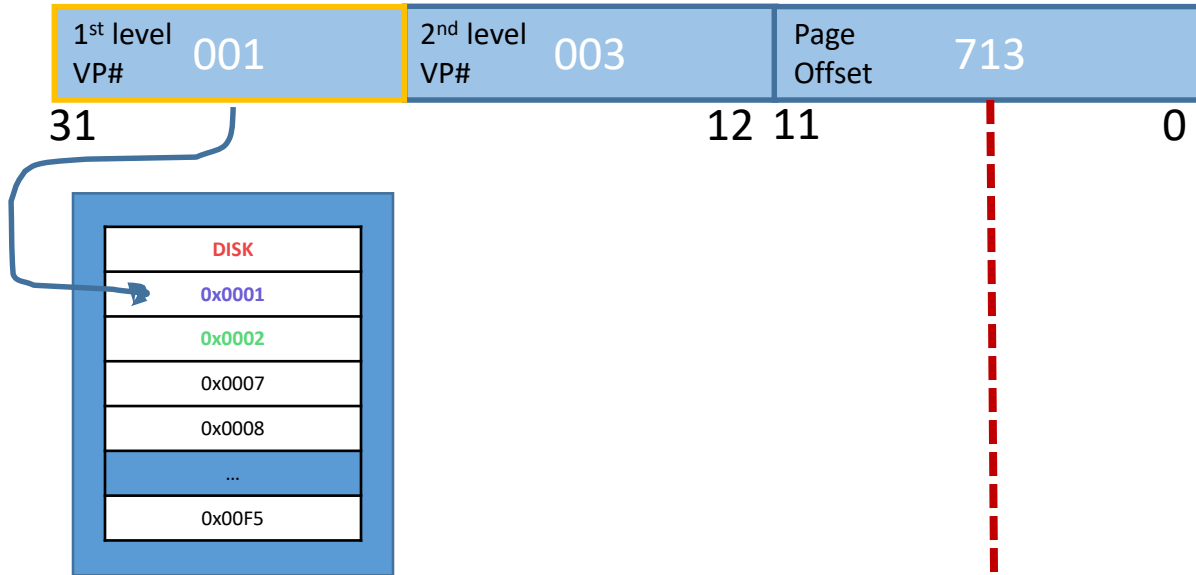 1st level
VP#
001
2nd level
VP#
003
Page
Offset
713
31
12
11
0
DISK
0x0001
0x0002
0x0007
0x0008
...
0x00F5